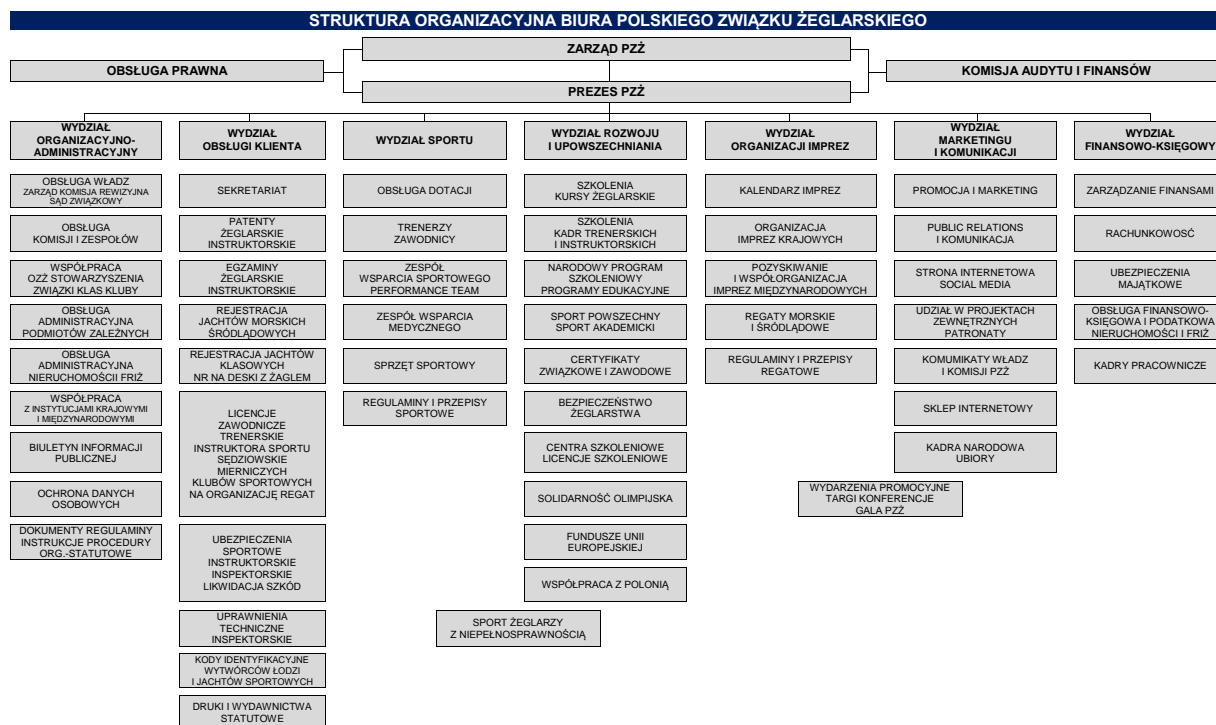 STRUKTURA ORGANIZACYJNA BIURA POLSKIEGO ZWIĄZKU ŻEGLARSKIEGO
ZARZĄD PZŻ
OBSŁUGA PRAWNA
KOMISJA AUDYTU I FINANSÓW
PREZES PZŻ
WYDZIAŁ
ORGANIZACYJNO-
ADMINISTRACYJNY
OBSŁUGA WŁADZ
ZARZĄD KOMISJA REWIZYJNA
SĄD ZWIĄZKOWY
OBSŁUGA
KOMISJI I ZESPOŁÓW
WSPÓŁPRACA
OZŻ STOWARZYSZENIA
ZWIĄZKI KLAS KLUBY
OBSŁUGA
ADMINISTRACYJNA
PODMIOTÓW ZALEŻNYCH
OBSŁUGA
ADMINISTRACYJNA
NIERUCHOMOŚCII FRIŻ
WSPÓŁPRACA
Z INSTYTUCJAMI KRAJOWYMI
I MIĘDZYNARODOWYMI
BIULETYN INFORMACJI
PUBLICZNEJ
OCHRONA DANYCH
OSOBOWYCH
DOKUMENTY REGULAMINY
INSTRUKCJE PROCEDURY
ORG.-STATUTOWE
WYDZIAŁ
OBSŁUGI KLIENTA
SEKRETARIAT
PATENTY
ŻEGLARSKIE
INSTRUKTORSKIE
EGZAMINY
ŻEGLARSKIE
INSTRUKTORSKIE
REJESTRACJA
JACHTÓW MORSKICH
ŚRÓDLĄDOWYCH
REJESTRACJA JACHTÓW
KLASOWYCH
NR NA DESKI Z ŻAGLEM
LICENCJE
ZAWODNICZE
TRENERSKIE
INSTRUKTORA SPORTU
SĘDZIOWSKIE
MIERNICZYCH
KLUBÓW SPORTOWYCH
NA ORGANIZACJĘ REGAT
UBEZPIECZENIA
SPORTOWE
INSTRUKTORSKIE
INSPEKTORSKIE
LIKWIDACJA SZKÓD
UPRAWNIENIA
TECHNICZNE
INSPEKTORSKIE
KODY IDENTYFIKACYJNE
WYTWÓRCÓW ŁODZI
I JACHTÓW SPORTOWYCH
DRUKI I WYDAWNICTWA
STATUTOWE
WYDZIAŁ SPORTU
OBSŁUGA DOTACJI
TRENERZY
ZAWODNICY
ZESPÓŁ
WSPARCIA SPORTOWEGO
PERFORMANCE TEAM
ZESPÓŁ WSPARCIA
MEDYCZNEGO
SPRZĘT SPORTOWY
REGULAMINY I PRZEPISY
SPORTOWE
SPORT ŻEGLARZY
Z NIEPEŁNOSPRAWNOŚCIĄ
WYDZIAŁ ROZWOJU
I UPOWSZECHNIANIA
SZKOLENIA
KURSY ŻEGLARSKIE
SZKOLENIA
KADR TRENERSKICH
I INSTRUKTORSKICH
NARODOWY PROGRAM
SZKOLENIOWY
PROGRAMY EDUKACYJNE
SPORT POWSZECHNY
SPORT AKADEMICKI
CERTYFIKATY
ZWIĄZKOWE I ZAWODOWE
BEZPIECZEŃSTWO
ŻEGLARSTWA
CENTRA SZKOLENIOWE
LICENCJE SZKOLENIOWE
SOLIDARNOŚĆ OLIMPIJSKA
FUNDUSZE UNII
EUROPEJSKIEJ
WSPÓŁPRACA Z POLONIĄ
WYDZIAŁ
ORGANIZACJI IMPREZ
KALENDARZ IMPREZ
ORGANIZACJA
IMPREZ KRAJOWYCH
POZYSKIWANIE
I WSPÓŁORGANIZACJA
IMPREZ MIĘDZYNARODOWYCH
REGATY MORSKIE
I ŚRÓDLĄDOWE
REGULAMINY I PRZEPISY
REGATOWE
WYDARZENIA PROMOCYJNE
TARGI KONFERENCJE
GALA PZŻ
WYDZIAŁ
MARKETINGU
I KOMUNIKACJI
PROMOCJA I MARKETING
PUBLIC RELATIONS
I KOMUNIKACJA
STRONA INTERNETOWA
SOCIAL MEDIA
UDZIAŁ W PROJEKTACH
ZEWNĘTRZNYCH
PATRONATY
KOMUMIKATY WŁADZ
I KOMISJI PZŻ
SKLEP INTERNETOWY
KADRA NARODOWA
UBIORY
WYDZIAŁ
FINANSOWO-KSIĘGOWY
ZARZĄDZANIE FINANSAMI
RACHUNKOWOŚĆ
UBEZPIECZENIA
MAJĄTKOWE
OBSŁUGA FINANSOWO-
KSIĘGOWA I PODATKOWA
NIERUCHOMOŚCI I FRIŻ
KADRY PRACOWNICZE